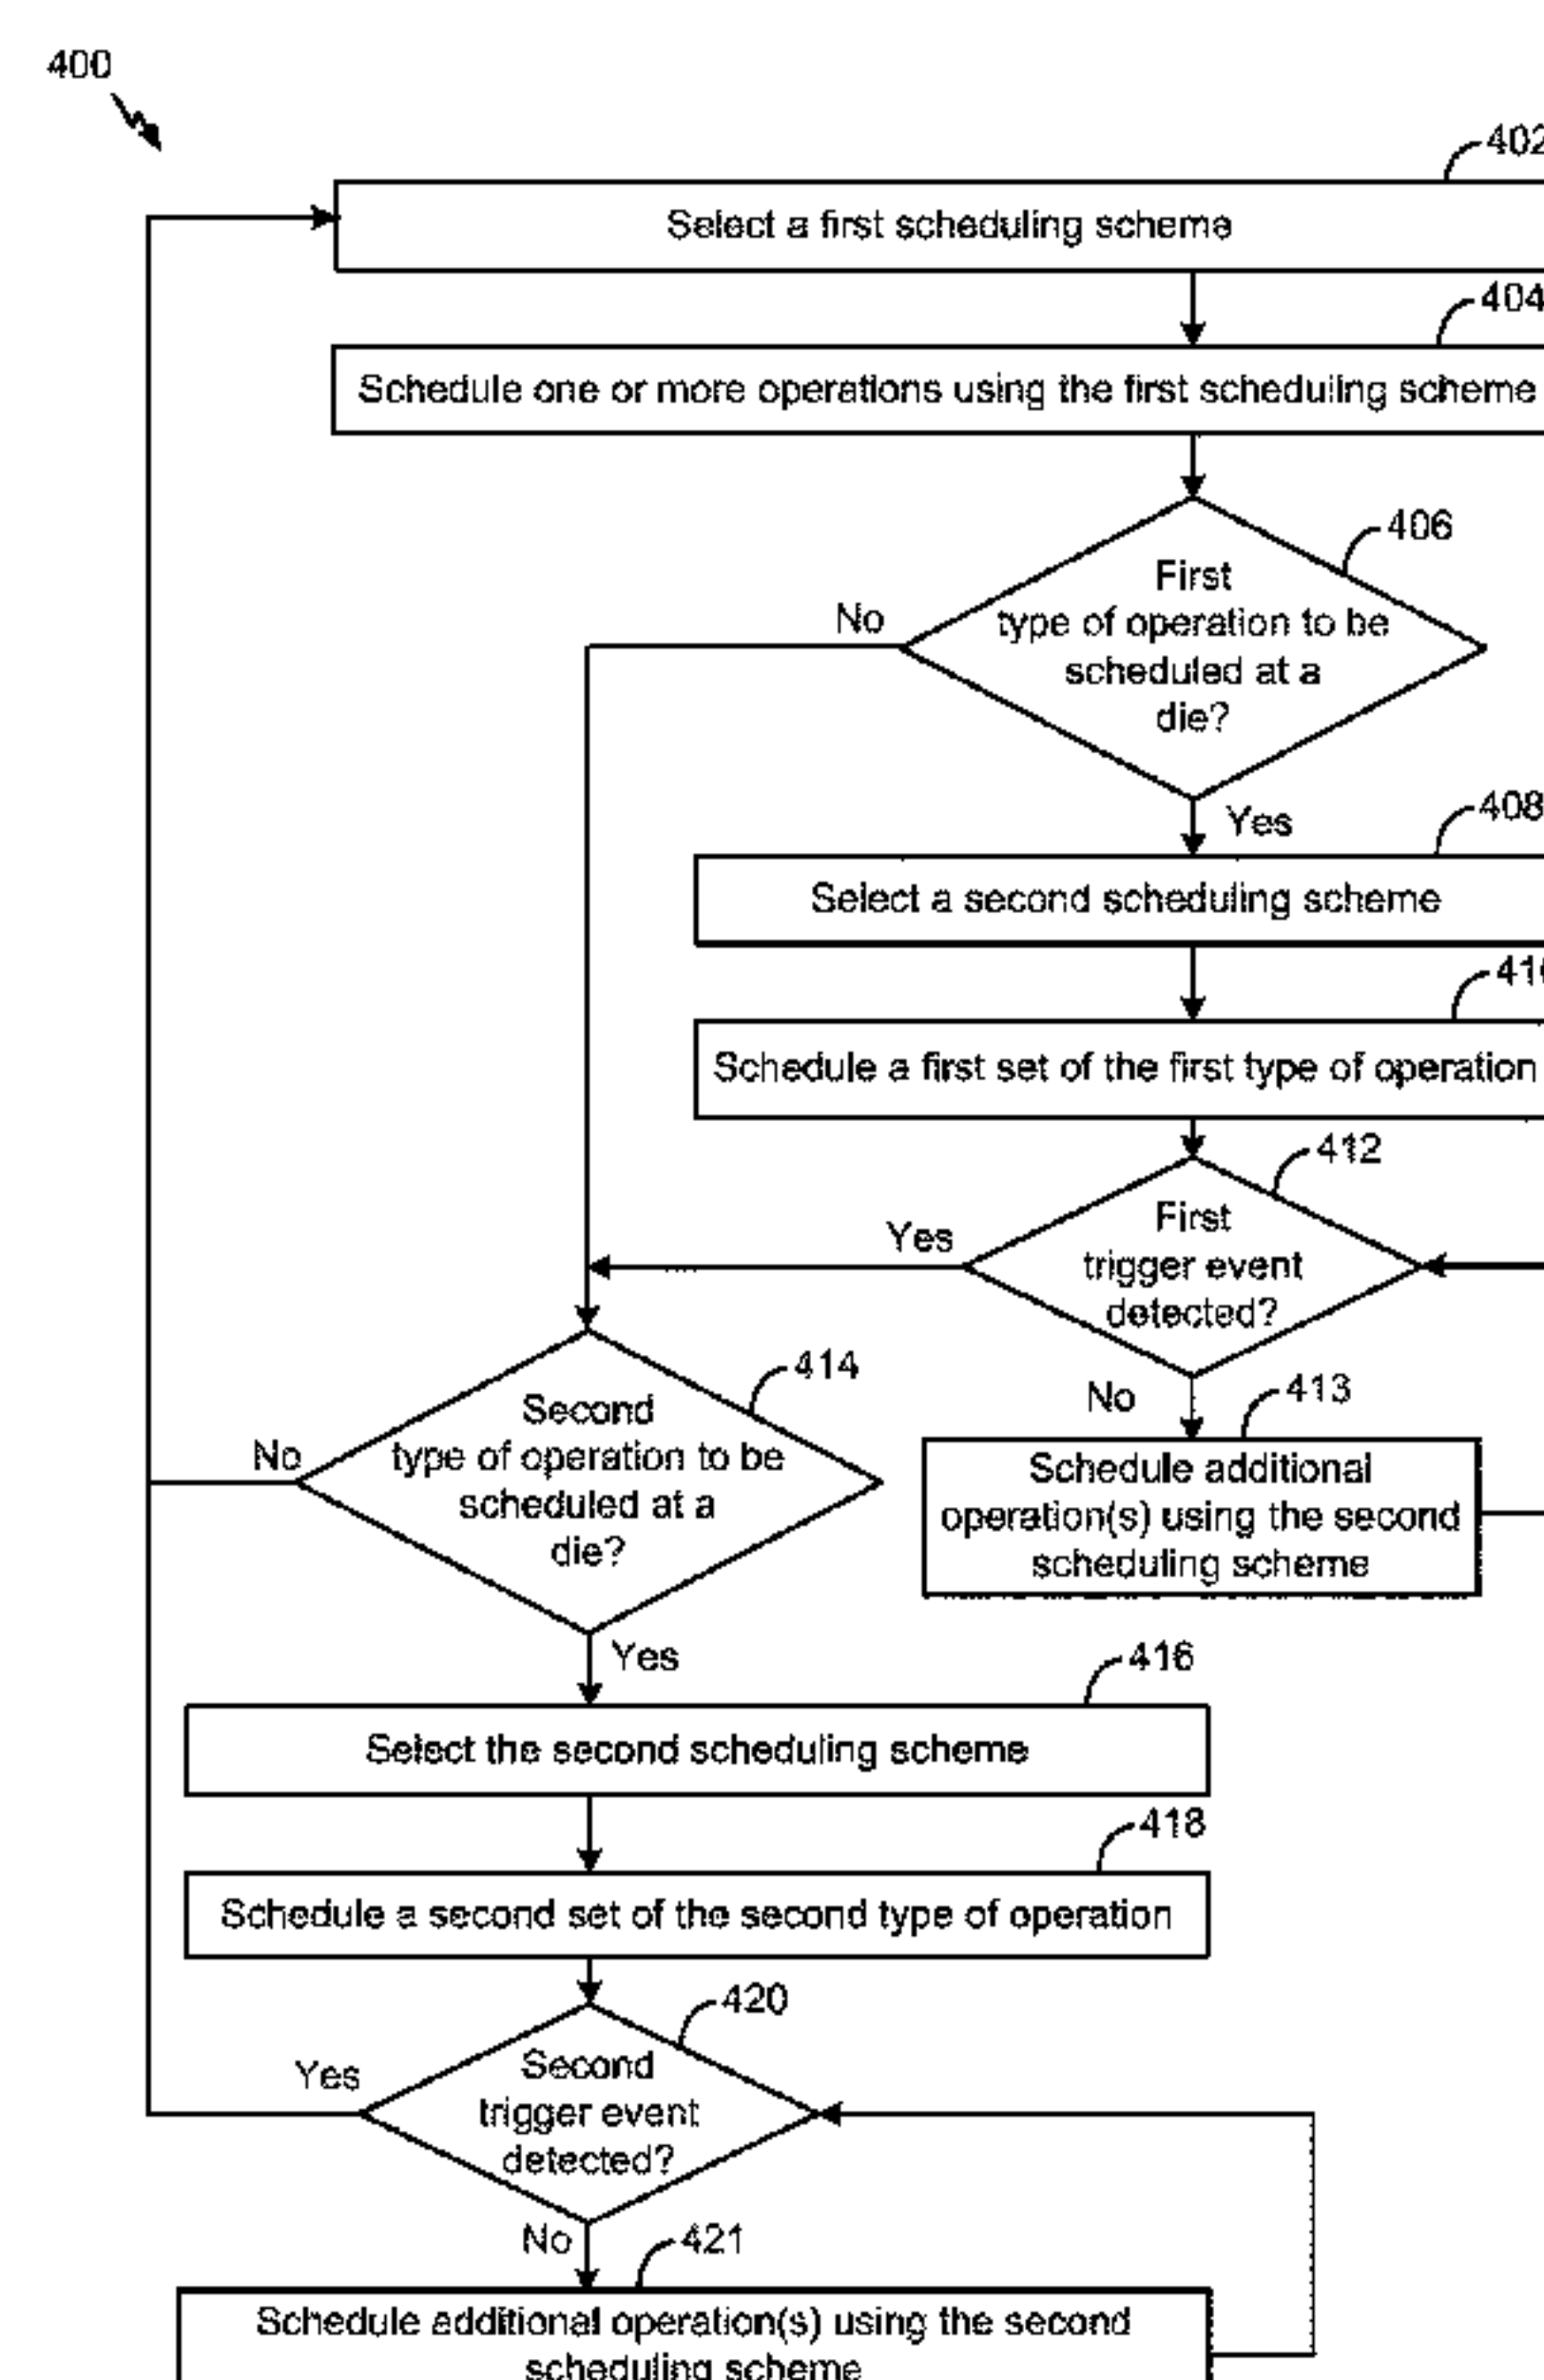 400
402
Select a first scheduling scheme
404
Schedule one or more operations using the first scheduling scheme
406
First
type of operation to be
scheduled at a
die?
No
Yes
408
Select a second scheduling scheme
410
Schedule a first set of the first type of operation
412
First
trigger event
detected?
Yes
No
413
Schedule additional
operation(s) using the second
scheduling scheme
414
Second
type of operation to be
scheduled at a
die?
No
Yes
416
Select the second scheduling scheme
418
Schedule a second set of the second type of operation
420
Second
trigger event
detected?
Yes
No
421
Schedule additional operation(s) using the second
scheduling scheme